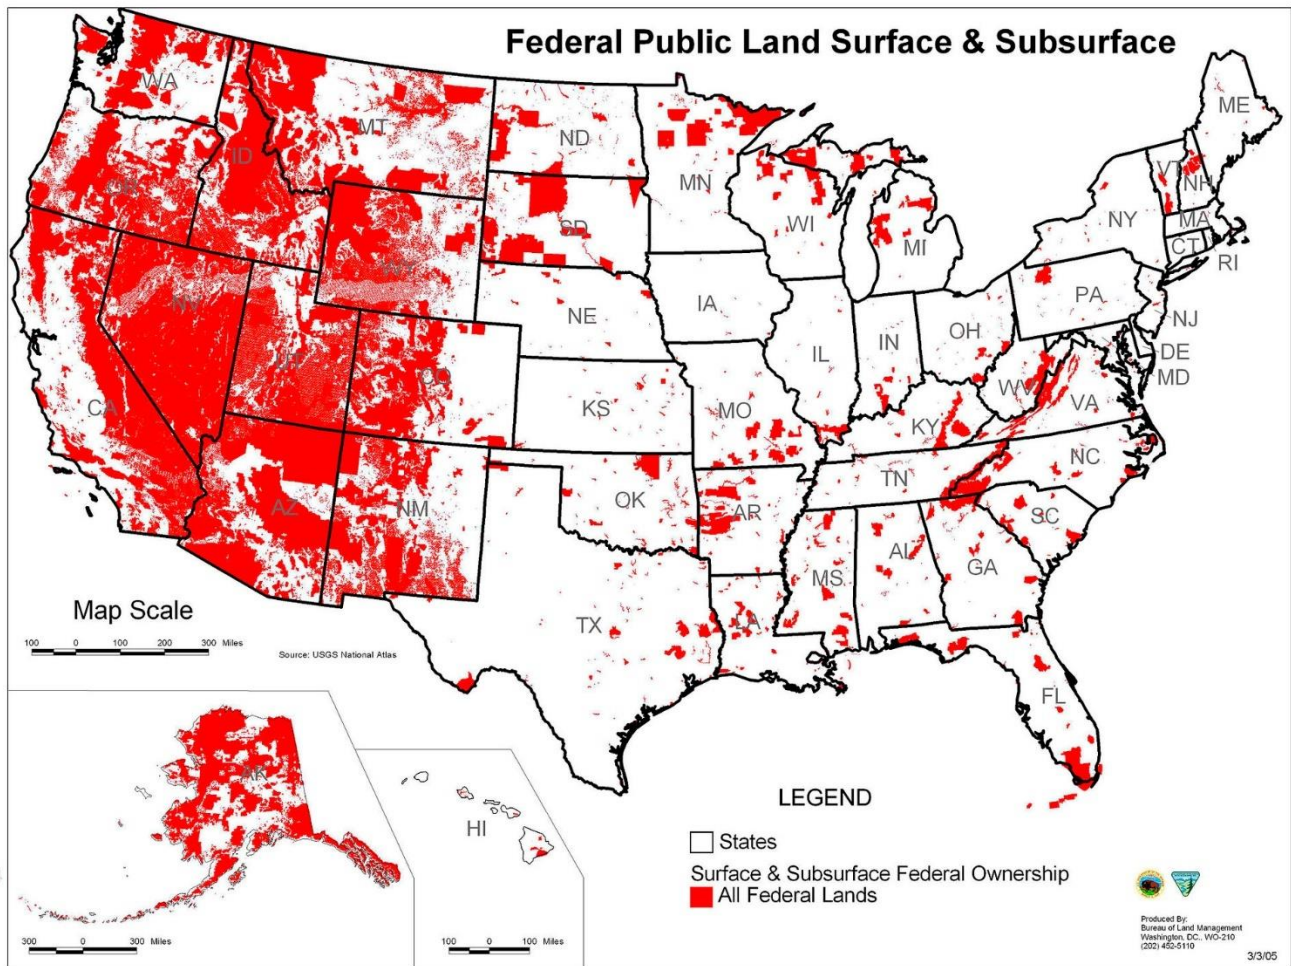 Federal Public Land Surface & Subsurface
WA
MT
ND
MN
ME
OR
ID
SD
WI
MI
VT
NH
NY
MA
CT
RI
WY
NE
IA
PA
NJ
NV
UT
CO
IL
IN
OH
DE
MD
WV
VA
CA
KS
MO
KY
AZ
NM
OK
AR
TN
NC
SC
MS
AL
GA
TX
LA
FL
Map Scale
100 0 100 200 300 Miles
Source: USGS National Atlas
AK
HI
300 0 300 Miles
100 0 100 Miles
LEGEND
States
Surface & Subsurface Federal Ownership
All Federal Lands
Produced By:
Bureau of Land Management
Washington, DC., WO-210
(202) 452-5110
3/3/05